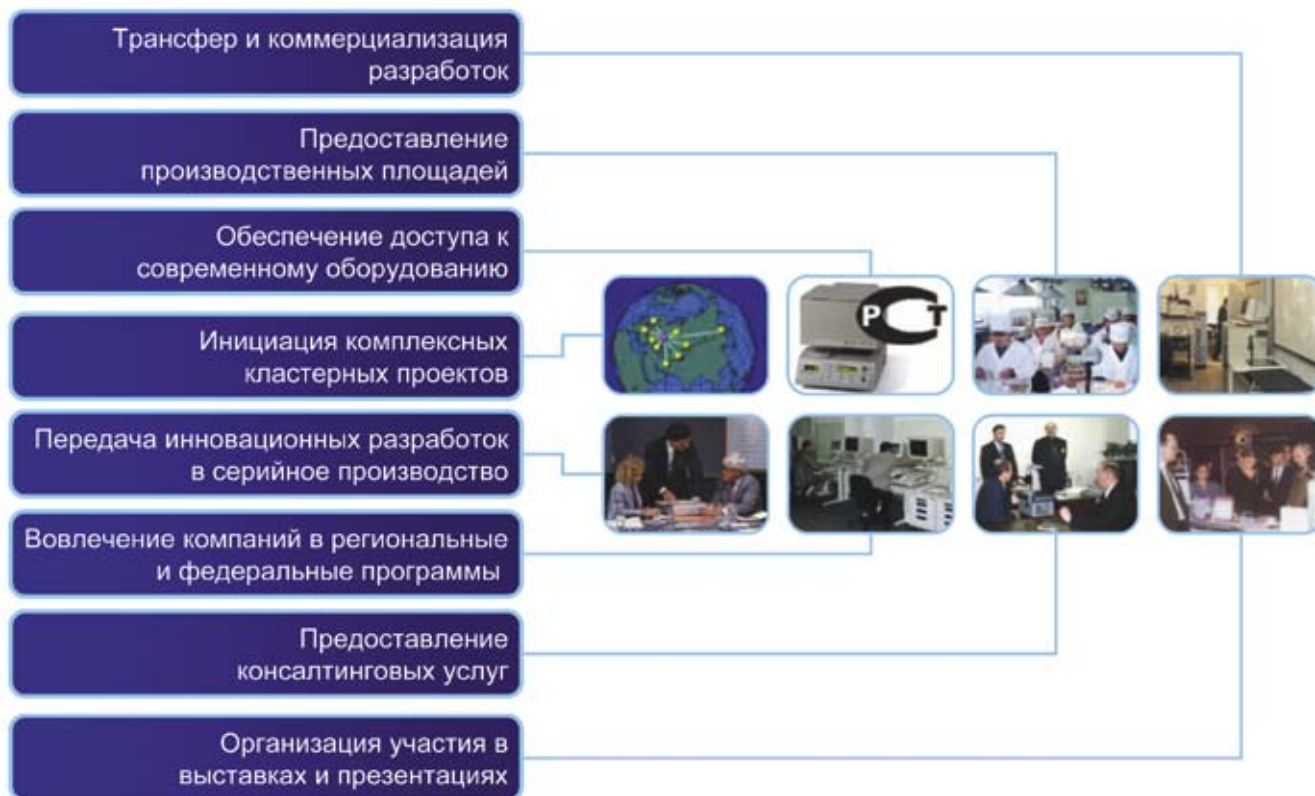 Трансфер и коммерциализация
разработок
Предоставление
производственных площадей
Обеспечение доступа к
современному оборудованию
Инициация комплексных
кластерных проектов
Передача инновационных разработок
в серийное производство
Вовлечение компаний в региональные
и федеральные программы
Предоставление
консалтинговых услуг
Организация участия в
выставках и презентациях
РСТ